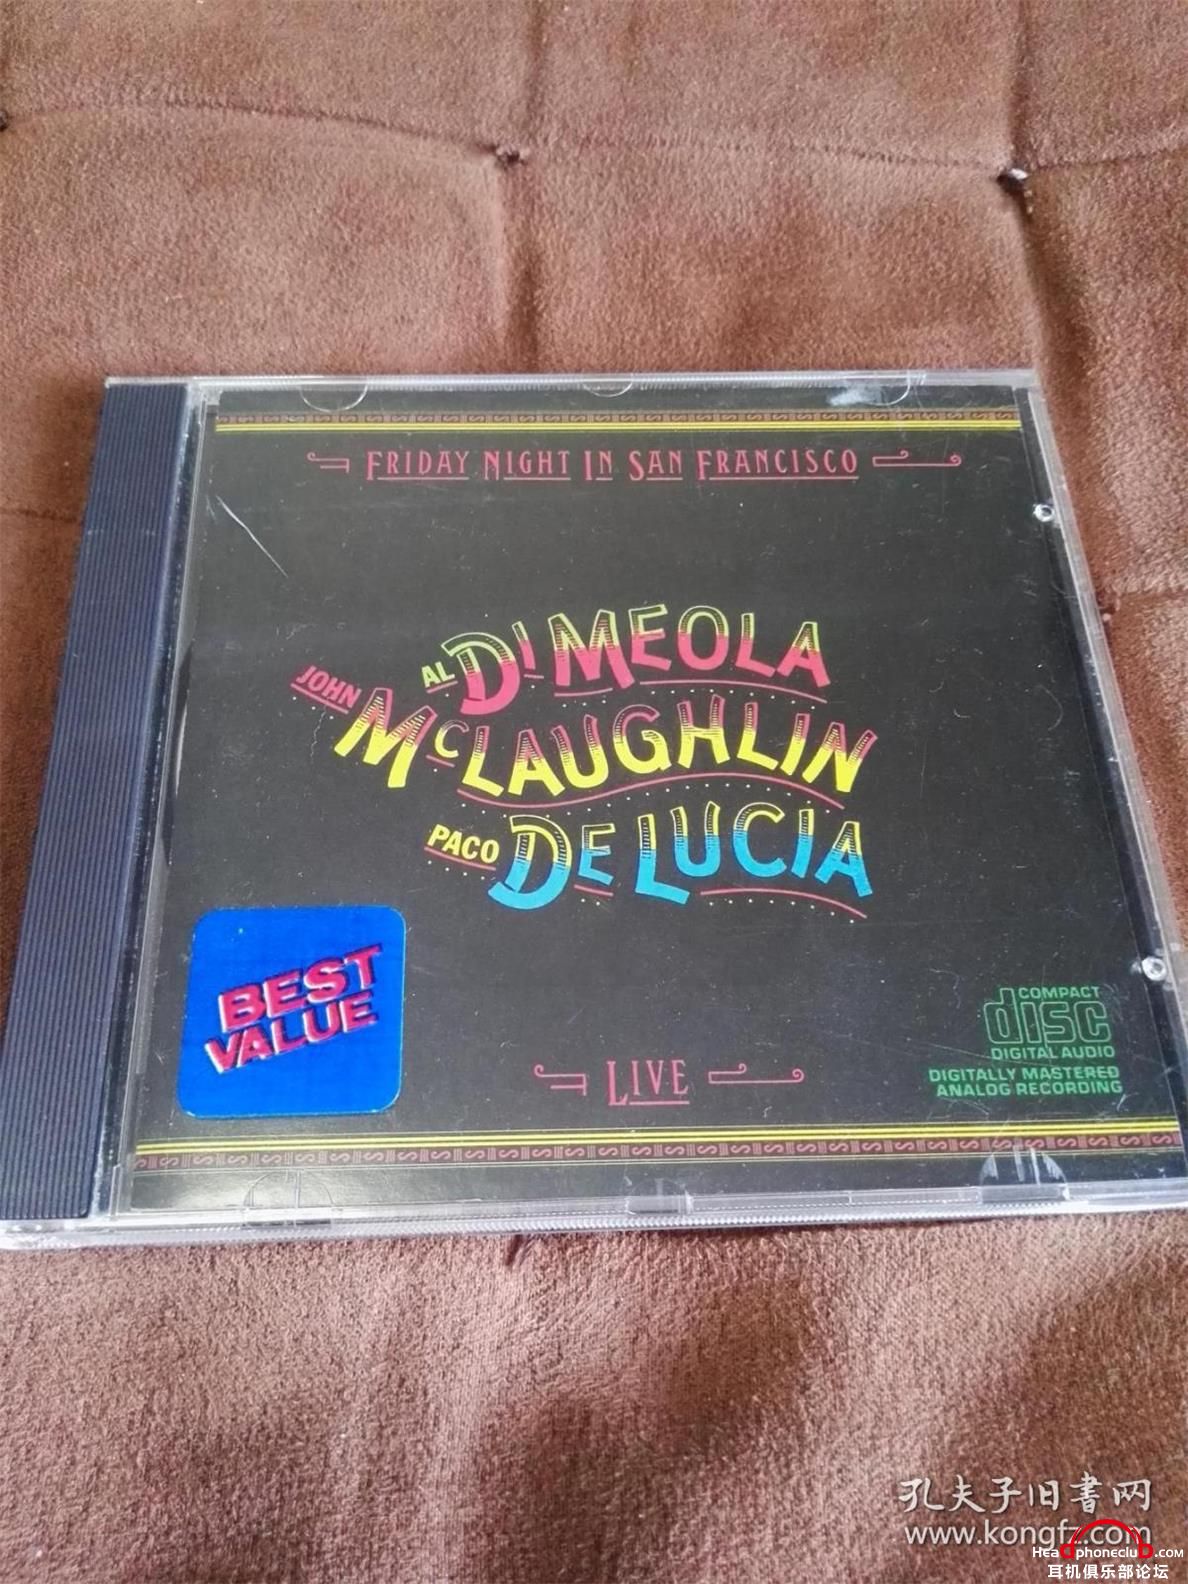 FRIDAY NIGHT IN SAN FRANCISCO
AL DI MEOLA
JOHN MCLAUGHLIN
PACO DE LUCIA
BEST
VALUE
LIVE
COMPACT
disc
DIGITAL AUDIO
DIGITALLY MASTERED
ANALOG RECORDING
孔夫子旧書网
www.kongfz.com
HeadphonecluD.com
耳机俱乐部论坛